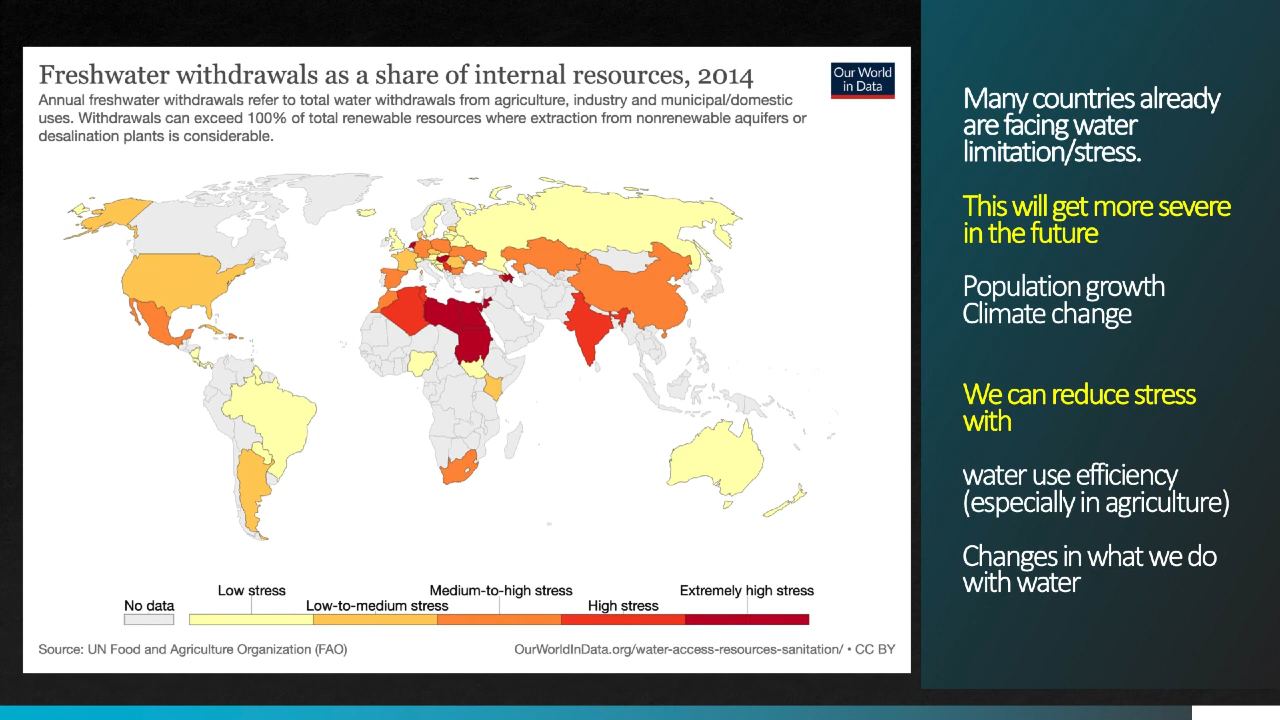 Freshwater withdrawals as a share of internal resources, 2014
Our World
in Data
Annual freshwater withdrawals refer to total water withdrawals from agriculture, industry and municipal/domestic
uses. Withdrawals can exceed 100% of total renewable resources where extraction from nonrenewable aquifers or
desalination plants is considerable.
No data
Low stress
Low-to-medium stress
Medium-to-high stress
High stress
Extremely high stress
Source: UN Food and Agriculture Organization (FAO)
OurWorldInData.org/water-access-resources-sanitation/ • CC BY
Many countries already
are facing water
limitation/stress.
This will get more severe
in the future
Population growth
Climate change
We can reduce stress
with
water use efficiency
(especially in agriculture)
Changes in what we do
with water